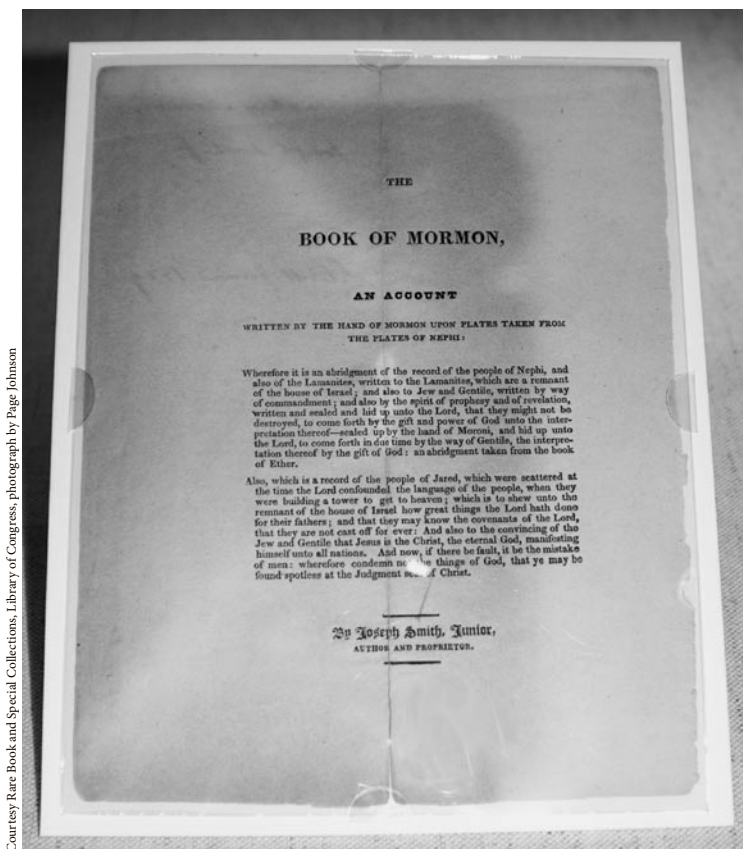 THE
BOOK OF MORMON,
AN ACCOUNT
WRITTEN BY THE HAND OF MORMON UPON PLATES TAKEN FROM
THE PLATES OF NEPHI:
Wherefore it is an abridgment of the record of the people of Nephi, and
also of the Lamanites, written to the Lamanites, which are a remnant
of the house of Israel; and also to Jew and Gentile, written by way
of commandment; and also by the spirit of prophesy and of revelation,
written and sealed and hid up unto the Lord, that they might not be
destroyed, to come forth by the gift and power of God unto the inter-
pretation thereof—sealed up by the hand of Moroni, and hid up unto
the Lord, to come forth in due time by the way of Gentile, the interpre-
tation thereof by the gift of God: an abridgment taken from the book
of Ether.
Also, which is a record of the people of Jared, which were scattered at
the time the Lord confounded the language of the people, when they
were building a tower to get to heaven; which is to shew unto the
remnant of the house of Israel how great things the Lord hath done
for their fathers; and that they may know the covenants of the Lord,
that they are not cast off for ever: And also to the convincing of the
Jew and Gentile that Jesus is the Christ, the eternal God, manifesting
himself unto all nations. And now, if there be fault, it be the mistake
of men: wherefore condemn not the things of God, that ye may be
found spotless at the Judgment seat of Christ.
By Joseph Smith, Junior,
AUTHOR AND PROPRIETOR.
Courtesy Rare Book and Special Collections, Library of Congress, photograph by Page Johnson